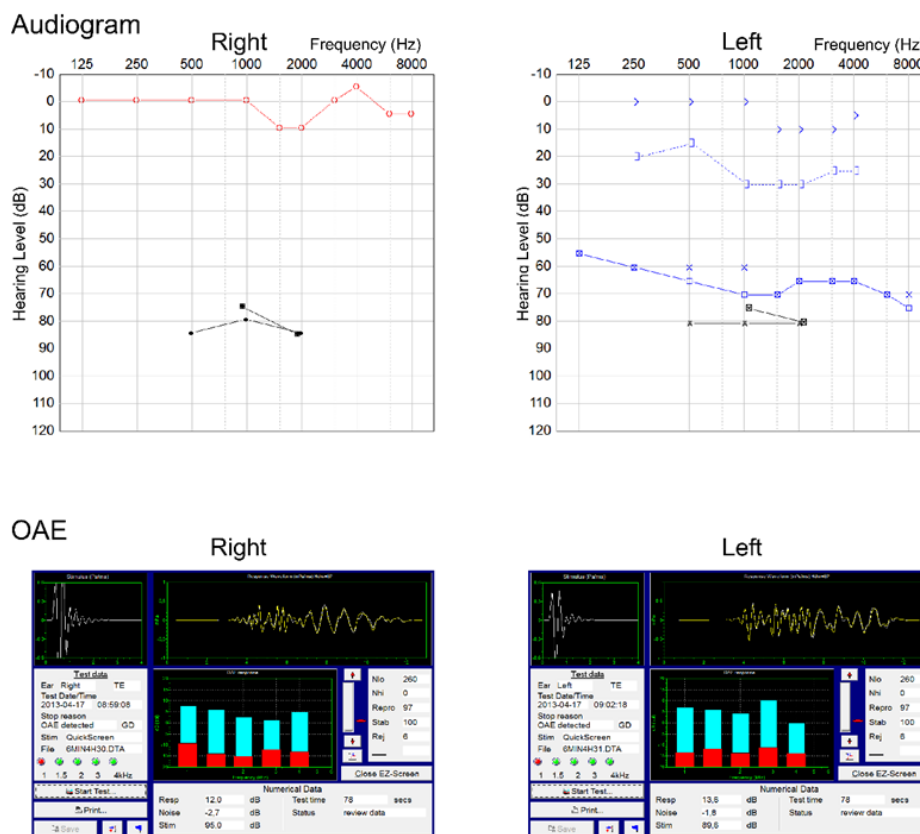 Audiogram
Right
Frequency (Hz)
125 250 500 1000 2000 4000 8000
-10
0
10
20
30
40
50
60
70
80
90
100
110
120
Hearing Level (dB)
Left
Frequency (Hz
125 250 500 1000 2000 4000 8000
-10
0
10
20
30
40
50
60
70
80
90
100
110
120
Hearing Level (dB)
OAE
Right
Test data
Ear Right TE
Test Date/Time
2013-04-17 08:59:08
Stop reason
OAE detected GD
Stim QuickScreen
File 6MIN4H30.DTA
1 1.5 2 3 4kHz
Start Test...
Print...
Save
Nlo 260
Nhi 0
Repro 97
Stab 100
Rej 6
Close EZ-Screen
Numerical Data
Resp 12.0 dB Test time 78 secs
Noise -2,7 dB Status review data
Stim 95.0 dB
Left
Test data
Ear Left TE
Test Date/Time
2013-04-17 09:02:18
Stop reason
OAE detected GD
Stim QuickScreen
File 6MIN4H31.DTA
1 1.5 2 3 4kHz
Start Test...
Print...
Save
Nlo 260
Nhi 0
Repro 97
Stab 100
Rej 6
Close EZ-Screen
Numerical Data
Resp 13,6 dB Test time 78 secs
Noise -1,8 dB Status review data
Stim 89,6 dB